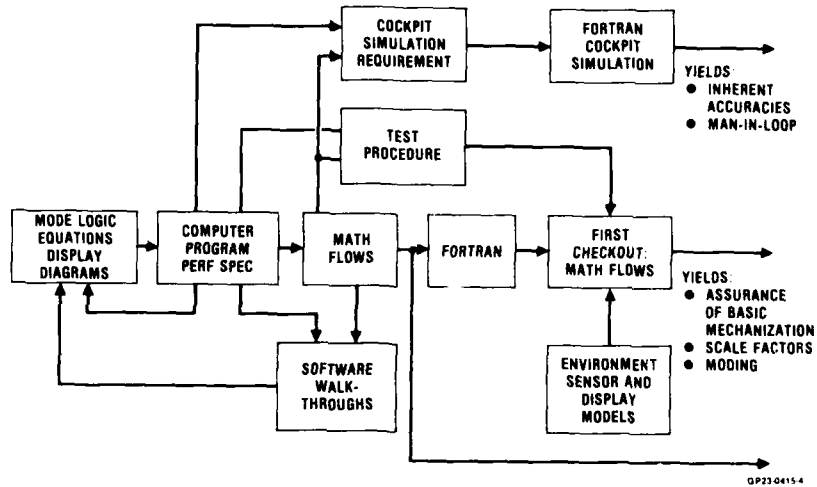 COCKPIT
SIMULATION
REQUIREMENT
FORTRAN
COCKPIT
SIMULATION
YIELDS:
● INHERENT
ACCURACIES
● MAN-IN-LOOP
TEST
PROCEDURE
MODE LOGIC
EQUATIONS
DISPLAY
DIAGRAMS
COMPUTER
PROGRAM
PERF SPEC
MATH
FLOWS
FORTRAN
FIRST
CHECKOUT:
MATH FLOWS
YIELDS:
● ASSURANCE
OF BASIC
MECHANIZATION
● SCALE FACTORS
● MODING
SOFTWARE
WALK-
THROUGHS
ENVIRONMENT
SENSOR AND
DISPLAY
MODELS
GP23-0415-4